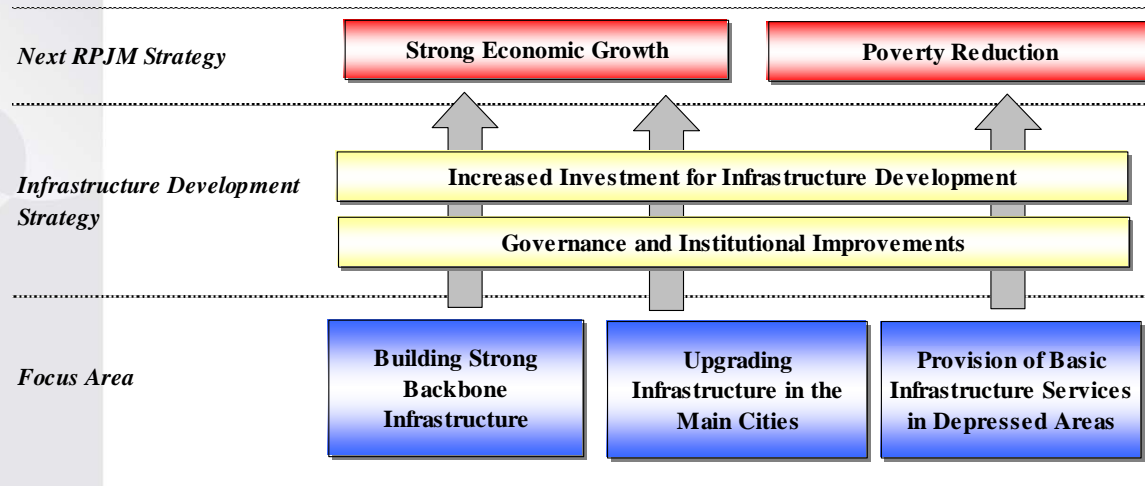 Next RPJM Strategy
Strong Economic Growth
Poverty Reduction
Infrastructure Development
Strategy
Increased Investment for Infrastructure Development
Governance and Institutional Improvements
Focus Area
Building Strong
Backbone
Infrastructure
Upgrading
Infrastructure in the
Main Cities
Provision of Basic
Infrastructure Services
in Depressed Areas